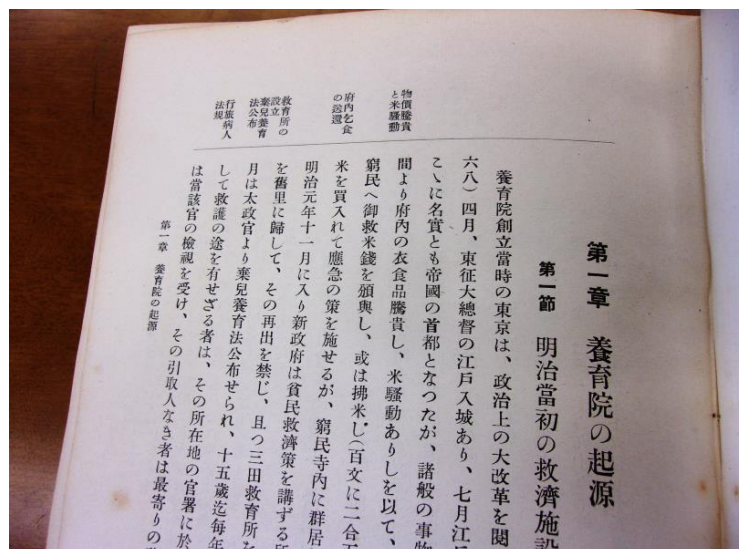 第一章 養育院の起源
第一節 明治當初の救濟施設
養育院創立當時の東京は、政治上の大改革を閲
六八）四月、東征大總督の江戸入城あり、七月江戸
こゝに名實とも帝國の首都となつたが、諸般の事物
間より府内の衣食品騰貴し、米騷動ありしを以て、
窮民へ御救米錢を頒與し、或は拂米し（百文に二合五
米を買入れて應急の策を施せるが、窮民寺内に群居
明治元年十一月に入り新政府は貧民救濟策を講ずる所
を舊里に歸して、その再出を禁じ、且つ三田救育所を
月は太政官より棄兒養育法公布せられ、十五歲迄每年
して救護の途を有せざる者は、その所在地の官署に於
は當該官の檢視を受け、その引取人なき者は最寄りの
物價騰貴
と米騷動
府内乞食
の送還
救育所の
設立
棄兒養育
法公布
行旅病人
法規
第一章 養育院の起源